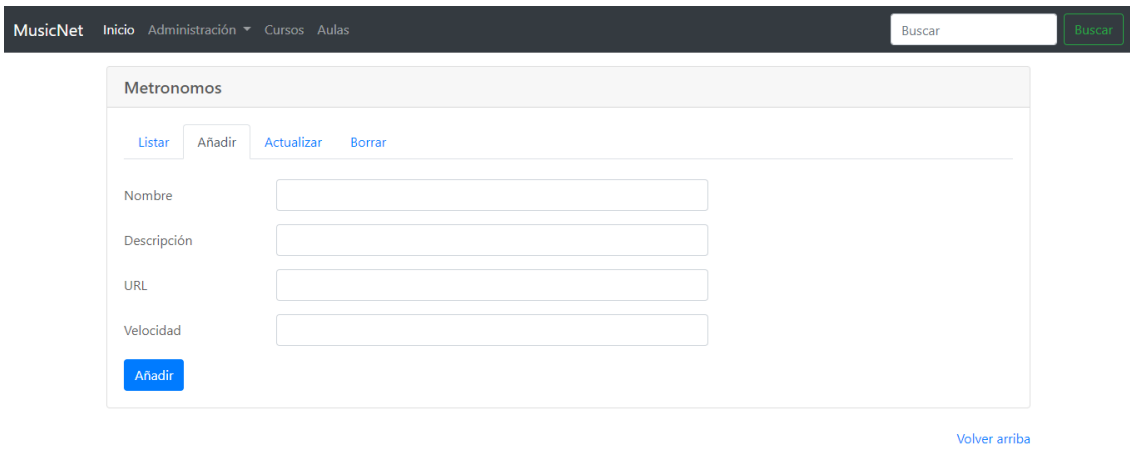 MusicNet Inicio Administración Cursos Aulas Buscar Buscar
Metronomos
Listar Añadir Actualizar Borrar
Nombre
Descripción
URL
Velocidad
Añadir
Volver arriba